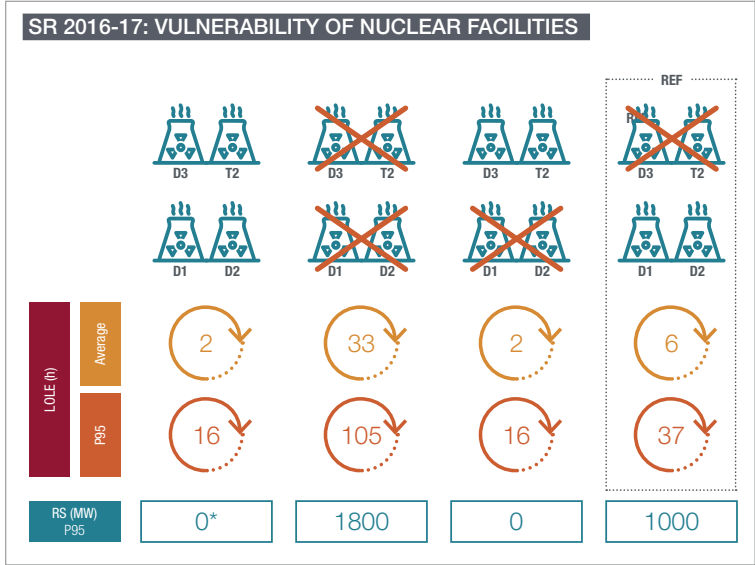 SR 2016-17: VULNERABILITY OF NUCLEAR FACILITIES
REF
D3 T2 D3 T2 D3 T2 D3 T2
D1 D2 D1 D2 D1 D2 D1 D2
LOLE (h)
Average
2 33 2 6
P95
16 105 16 37
RS (MW)
P95
0* 1800 0 1000